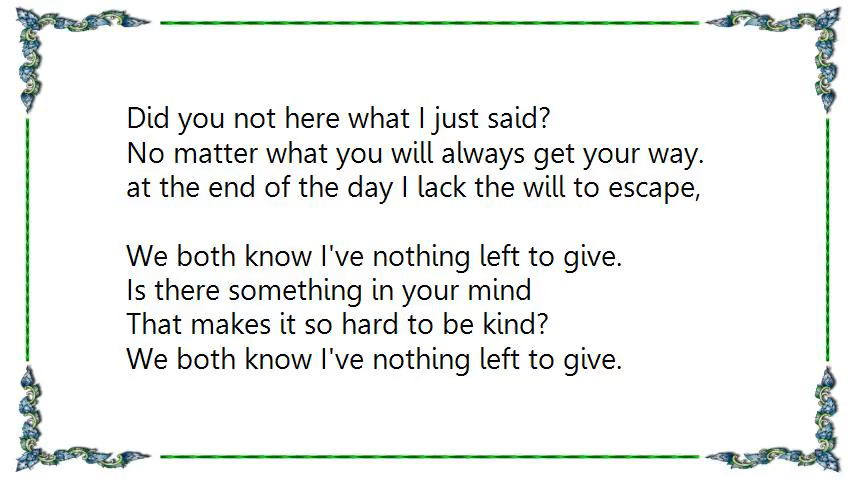 Did you not here what I just said?
No matter what you will always get your way.
at the end of the day I lack the will to escape,
We both know I've nothing left to give.
Is there something in your mind
That makes it so hard to be kind?
We both know I've nothing left to give.